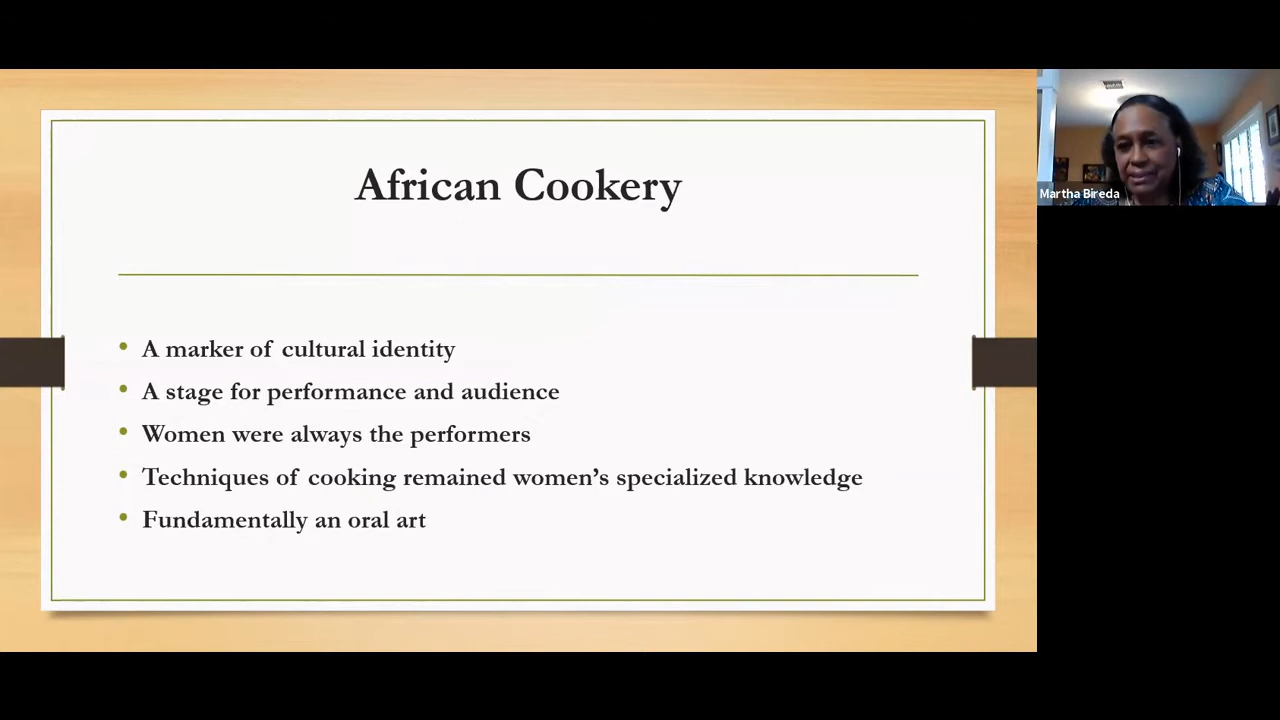 African Cookery
• A marker of cultural identity
• A stage for performance and audience
• Women were always the performers
• Techniques of cooking remained women’s specialized knowledge
• Fundamentally an oral art
Martha Bireda